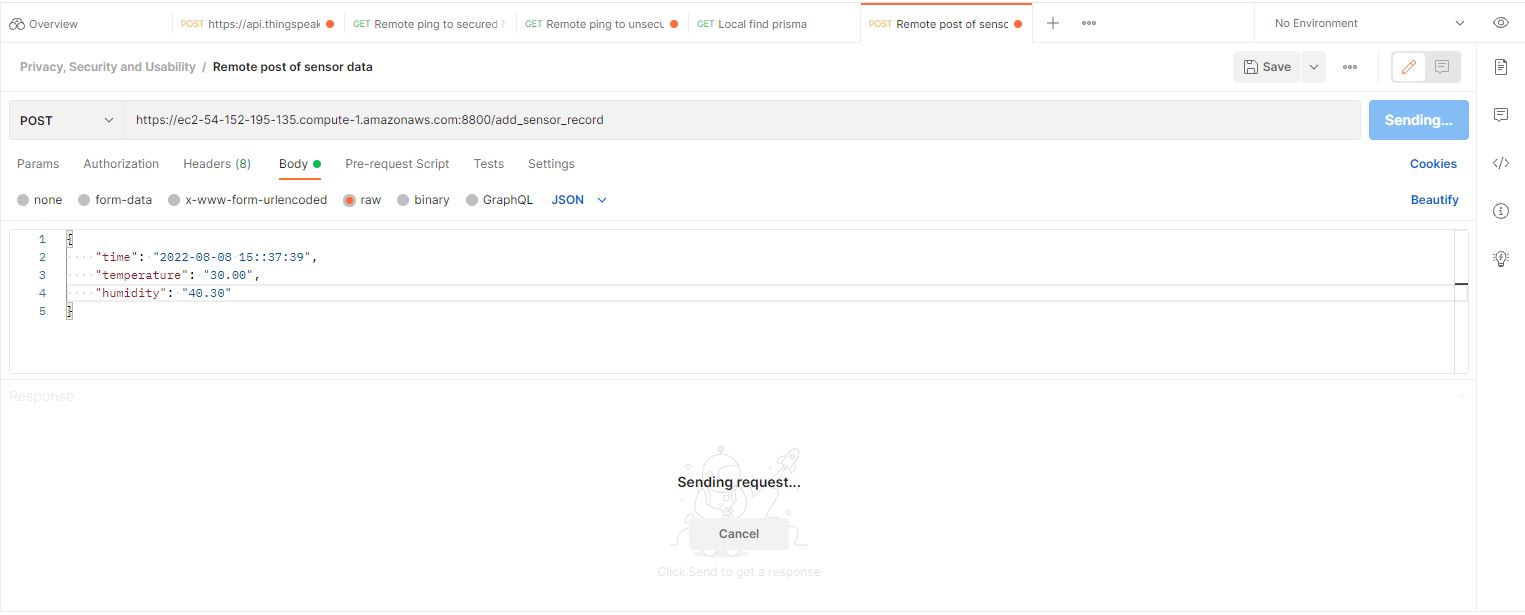 Overview POST https://api.thingspeak GET Remote ping to secured GET Remote ping to unsecu GET Local find prisma POST Remote post of sensc No Environment
Privacy, Security and Usability / Remote post of sensor data Save
POST https://ec2-54-152-195-135.compute-1.amazonaws.com:8800/add_sensor_record Sending...
Params Authorization Headers (8) Body Pre-request Script Tests Settings Cookies
none form-data x-www-form-urlencoded raw binary GraphQL JSON Beautify
1 {
2 "time": "2022-08-08 15::37:39",
3 "temperature": "30.00",
4 "humidity": "40.30"
5 }
Response
Sending request...
Cancel
Click Send to get a response